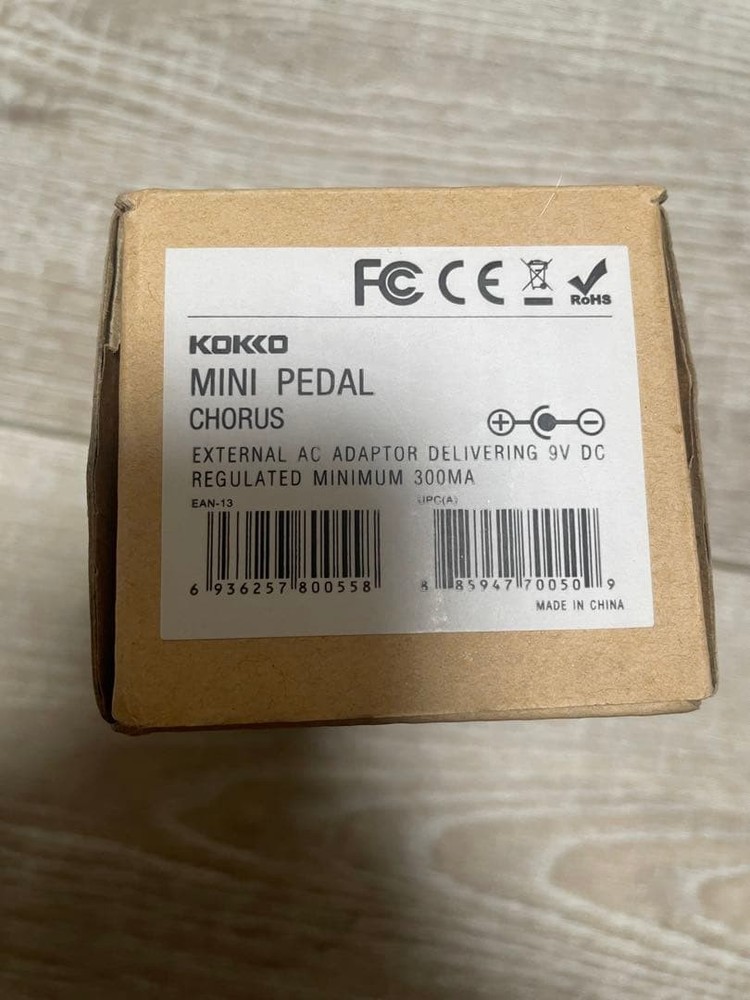 FC CE
RoHS
KOKKO
MINI PEDAL
CHORUS
EXTERNAL AC ADAPTOR DELIVERING 9V DC
REGULATED MINIMUM 300MA
EAN-13 UPC(A)
6 936257 800558 8 85947 70050 9
MADE IN CHINA